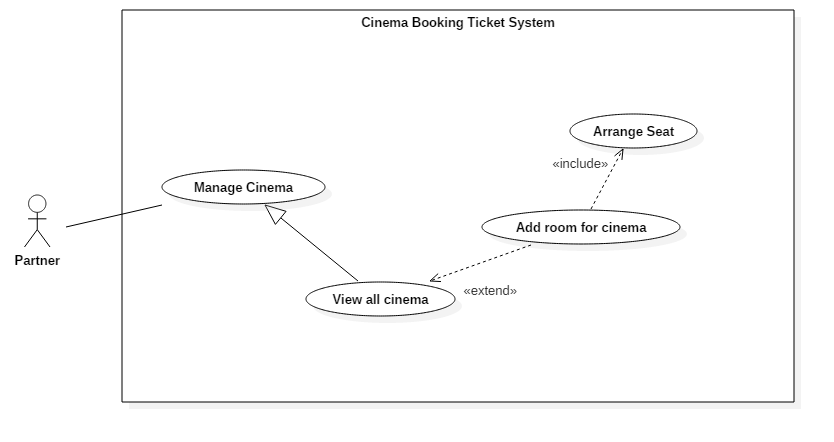 Cinema Booking Ticket System
Arrange Seat
«include»
Manage Cinema
Add room for cinema
Partner
View all cinema
«extend»